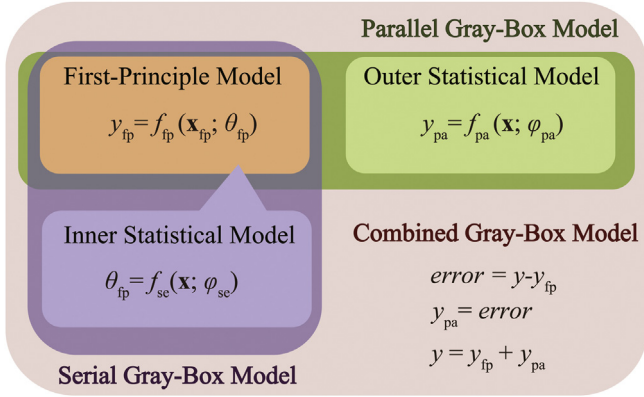 Parallel Gray-Box Model
First-Principle Model
y_fp = f_fp (x_fp; θ_fp)
Outer Statistical Model
y_pa = f_pa (x; φ_pa)
Inner Statistical Model
θ_fp = f_se (x; φ_se)
Serial Gray-Box Model
Combined Gray-Box Model
error = y-y_fp
y_pa = error
y = y_fp + y_pa